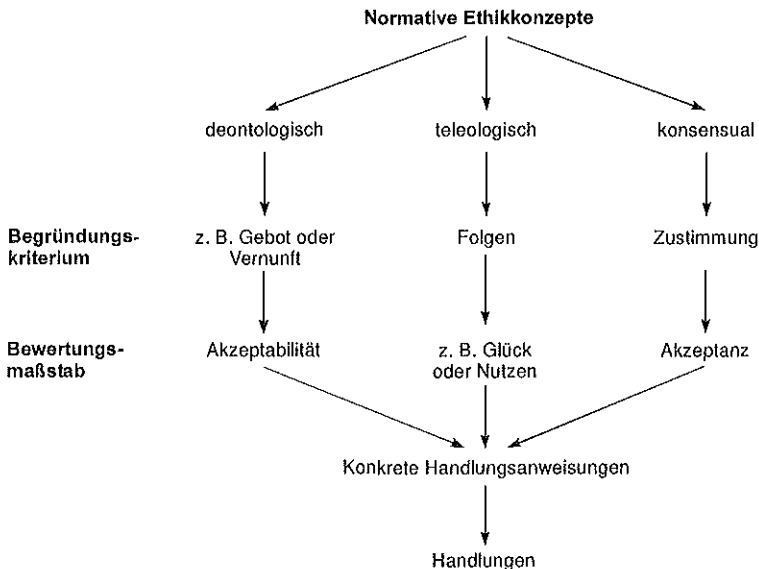 Normative Ethikkonzepte
deontologisch teleologisch konsensual
Begründungs- z. B. Gebot oder Folgen Zustimmung
kriterium Vernunft
Bewertungs- Akzeptabilität z. B. Glück Akzeptanz
maßstab oder Nutzen
Konkrete Handlungsanweisungen
Handlungen